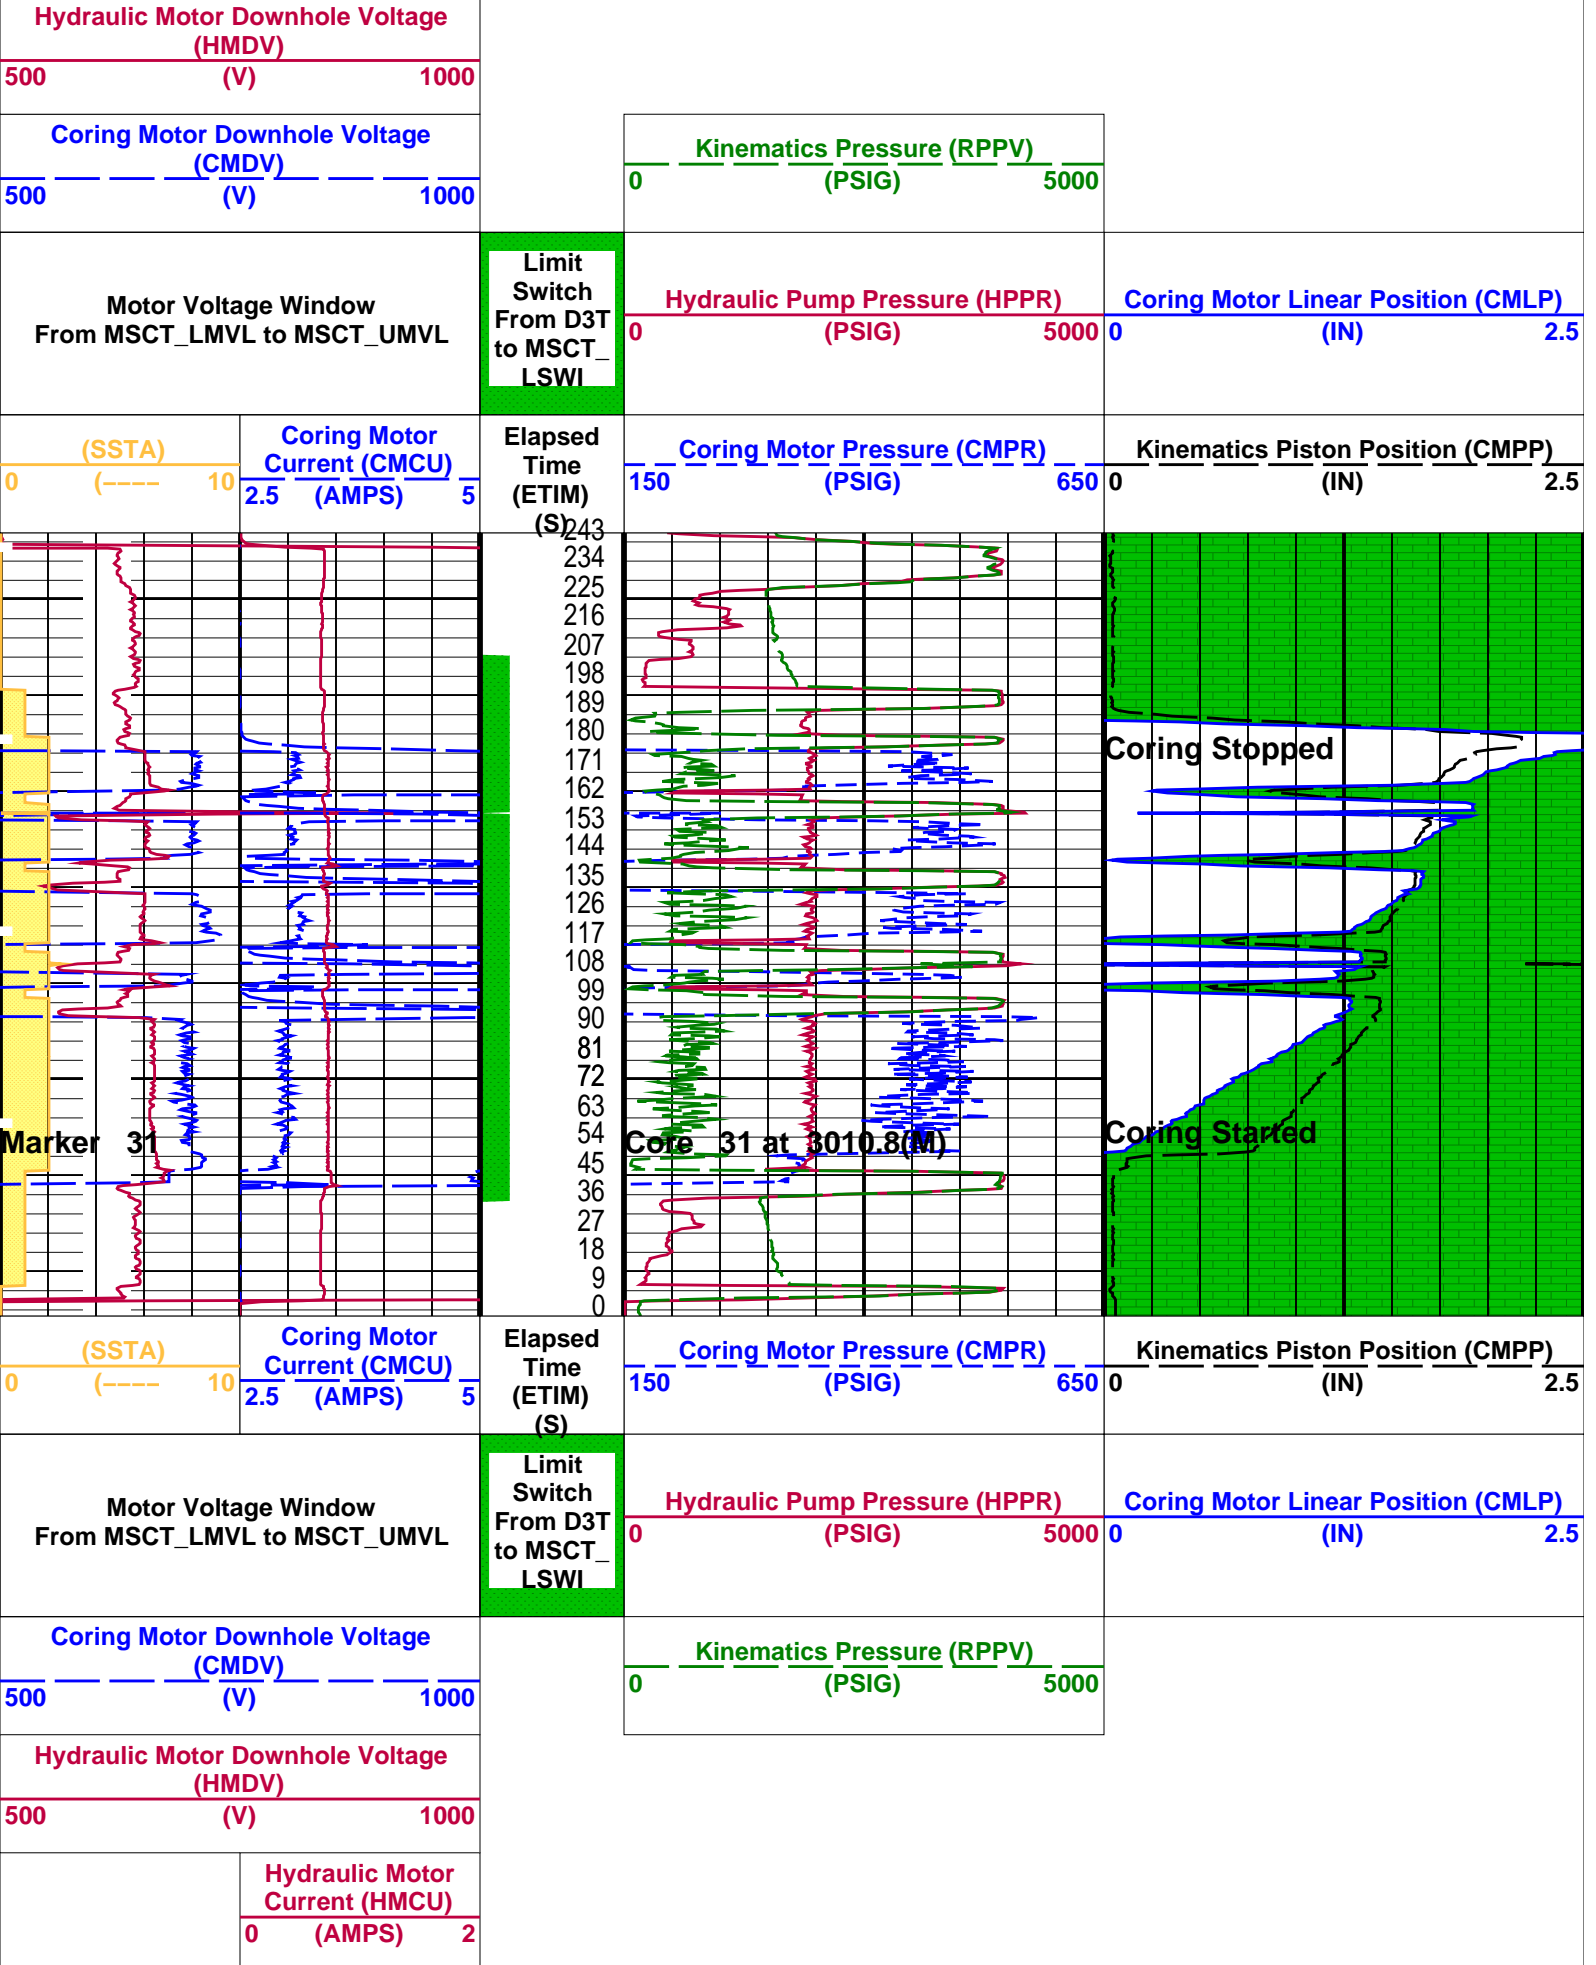 Hydraulic Motor Downhole Voltage
(HMDV)
500 (V) 1000
Coring Motor Downhole Voltage
(CMDV)
500 (V) 1000
Kinematics Pressure (RPPV)
0 (PSIG) 5000
Motor Voltage Window
From MSCT_LMVL to MSCT_UMVL
Limit
Switch
From D3T
to MSCT_
LSWI
Hydraulic Pump Pressure (HPPR)
0 (PSIG) 5000
Coring Motor Linear Position (CMLP)
0 (IN) 2.5
(SSTA)
0 (---- 10
Coring Motor
Current (CMCU)
2.5 (AMPS) 5
Elapsed
Time
(ETIM)
(S)
Coring Motor Pressure (CMPR)
150 (PSIG) 650
Kinematics Piston Position (CMPP)
0 (IN) 2.5
243
234
225
216
207
198
189
180
Coring Stopped
171
162
153
144
135
126
117
108
99
90
81
72
63
54
Marker 31
Core 31 at 3010.8(M)
Coring Started
45
36
27
18
9
0
(SSTA)
0 (---- 10
Coring Motor
Current (CMCU)
2.5 (AMPS) 5
Elapsed
Time
(ETIM)
(S)
Coring Motor Pressure (CMPR)
150 (PSIG) 650
Kinematics Piston Position (CMPP)
0 (IN) 2.5
Motor Voltage Window
From MSCT_LMVL to MSCT_UMVL
Limit
Switch
From D3T
to MSCT_
LSWI
Hydraulic Pump Pressure (HPPR)
0 (PSIG) 5000
Coring Motor Linear Position (CMLP)
0 (IN) 2.5
Coring Motor Downhole Voltage
(CMDV)
500 (V) 1000
Kinematics Pressure (RPPV)
0 (PSIG) 5000
Hydraulic Motor Downhole Voltage
(HMDV)
500 (V) 1000
Hydraulic Motor
Current (HMCU)
0 (AMPS) 2